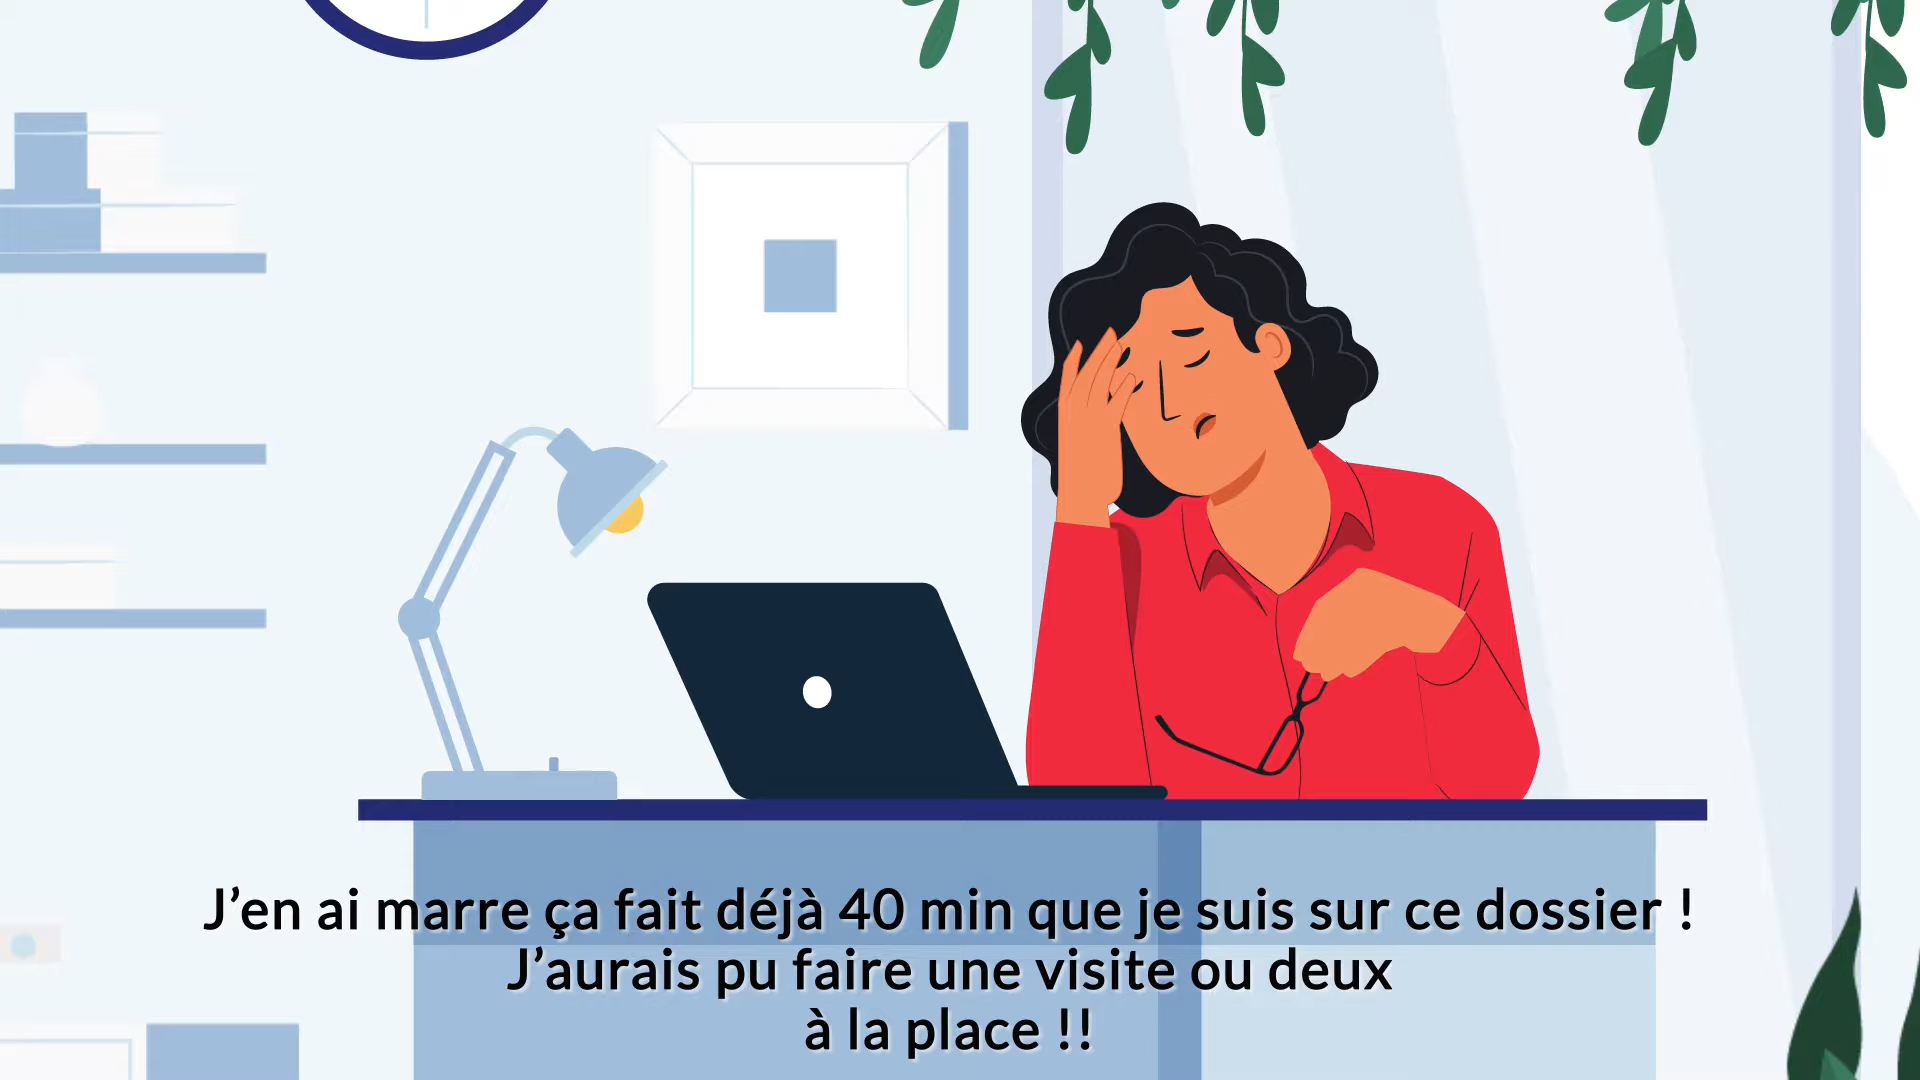 J’en ai marre ça fait déjà 40 min que je suis sur ce dossier !
J’aurais pu faire une visite ou deux
à la place !!